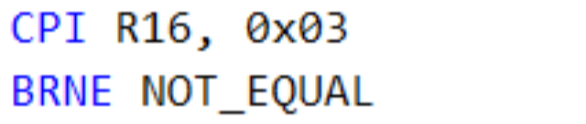 CPI R16, 0x03
BRNE NOT_EQUAL